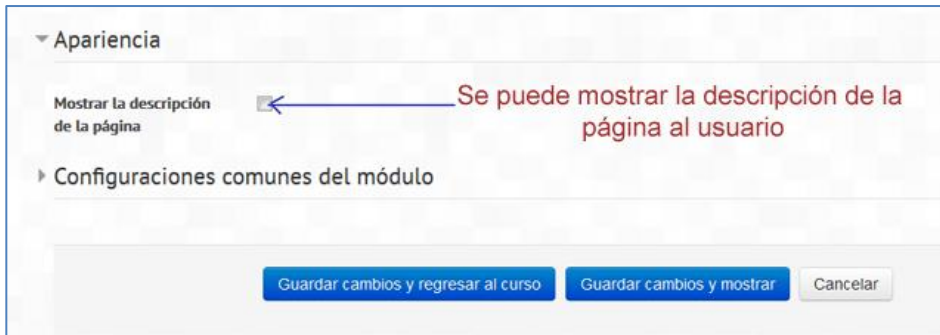 Apariencia
Mostrar la descripción
de la página
Se puede mostrar la descripción de la
página al usuario
Configuraciones comunes del módulo
Guardar cambios y regresar al curso
Guardar cambios y mostrar
Cancelar